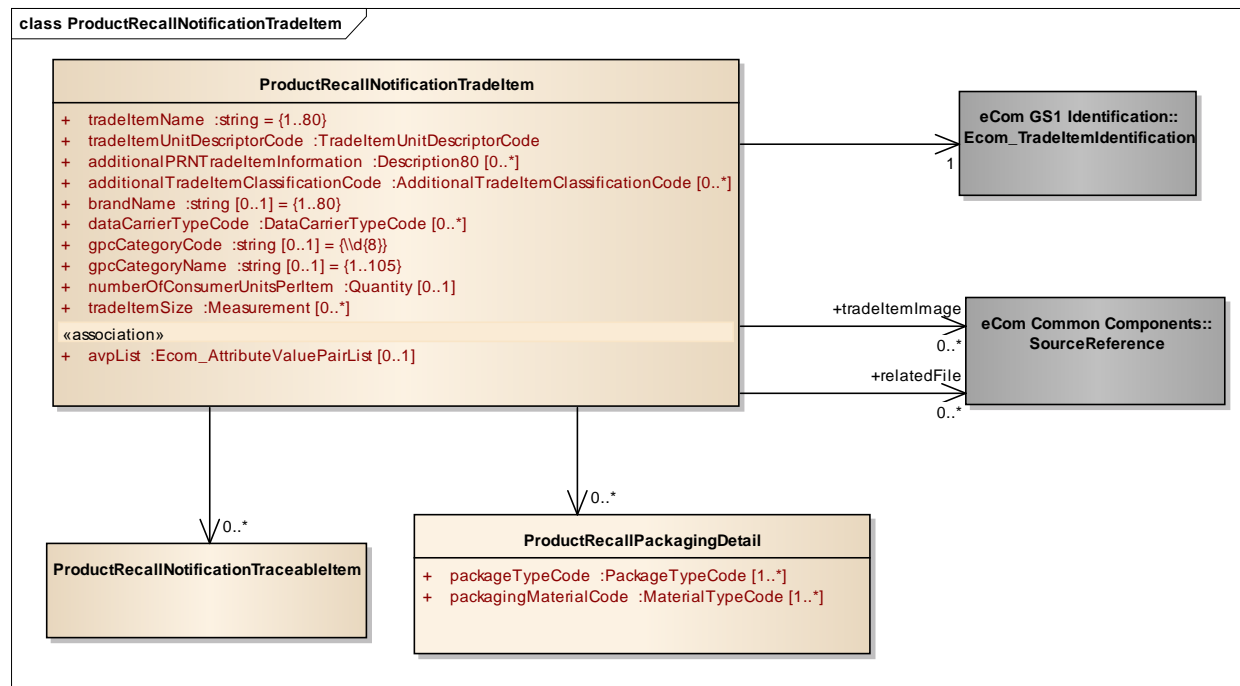 class ProductRecallNotificationTradeItem
ProductRecallNotificationTradeItem
+ tradeItemName :string = {1..80}
+ tradeItemUnitDescriptorCode :TradeItemUnitDescriptorCode
+ additionalPRNTradeItemInformation :Description80 [0..*]
+ additionalTradeItemClassificationCode :AdditionalTradeItemClassificationCode [0..*]
+ brandName :string [0..1] = {1..80}
+ dataCarrierTypeCode :DataCarrierTypeCode [0..*]
+ gpcCategoryCode :string [0..1] = {\\d{8}}
+ gpcCategoryName :string [0..1] = {1..105}
+ numberOfConsumerUnitsPerItem :Quantity [0..1]
+ tradeItemSize :Measurement [0..*]
«association»
+ avpList :Ecom_AttributeValuePairList [0..1]
eCom GS1 Identification::
Ecom_TradeItemIdentification
1
+tradeItemImage
0..*
eCom Common Components::
SourceReference
+relatedFile
0..*
0..*
ProductRecallNotificationTraceableItem
0..*
ProductRecallPackagingDetail
+ packageTypeCode :PackageTypeCode [1..*]
+ packagingMaterialCode :MaterialTypeCode [1..*]